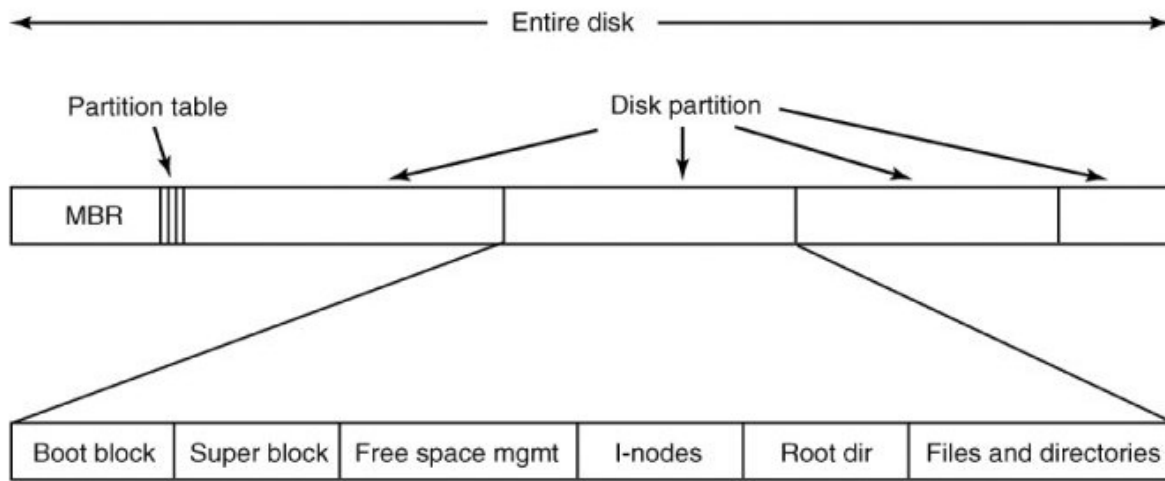 Entire disk
Partition table
Disk partition
MBR
Boot block
Super block
Free space mgmt
I-nodes
Root dir
Files and directories